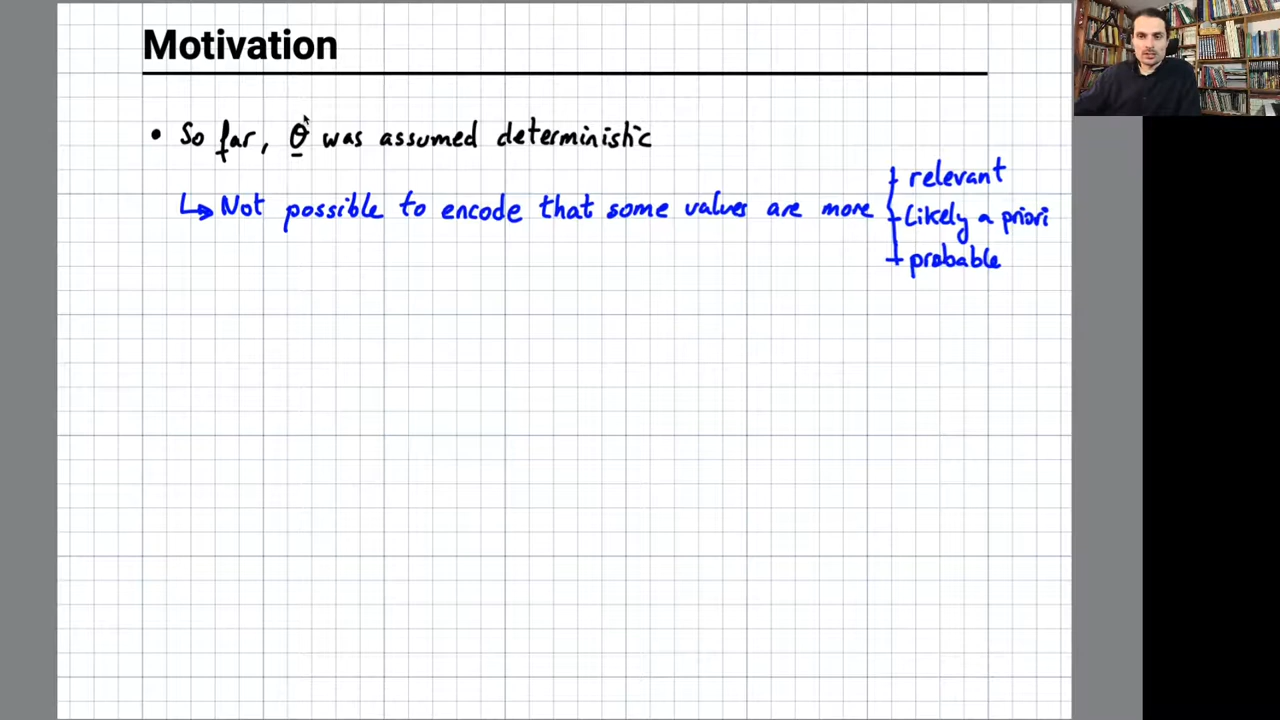 Motivation
• So far, θ was assumed deterministic
↳ Not possible to encode that some values are more
relevant
Likely a priori
probable